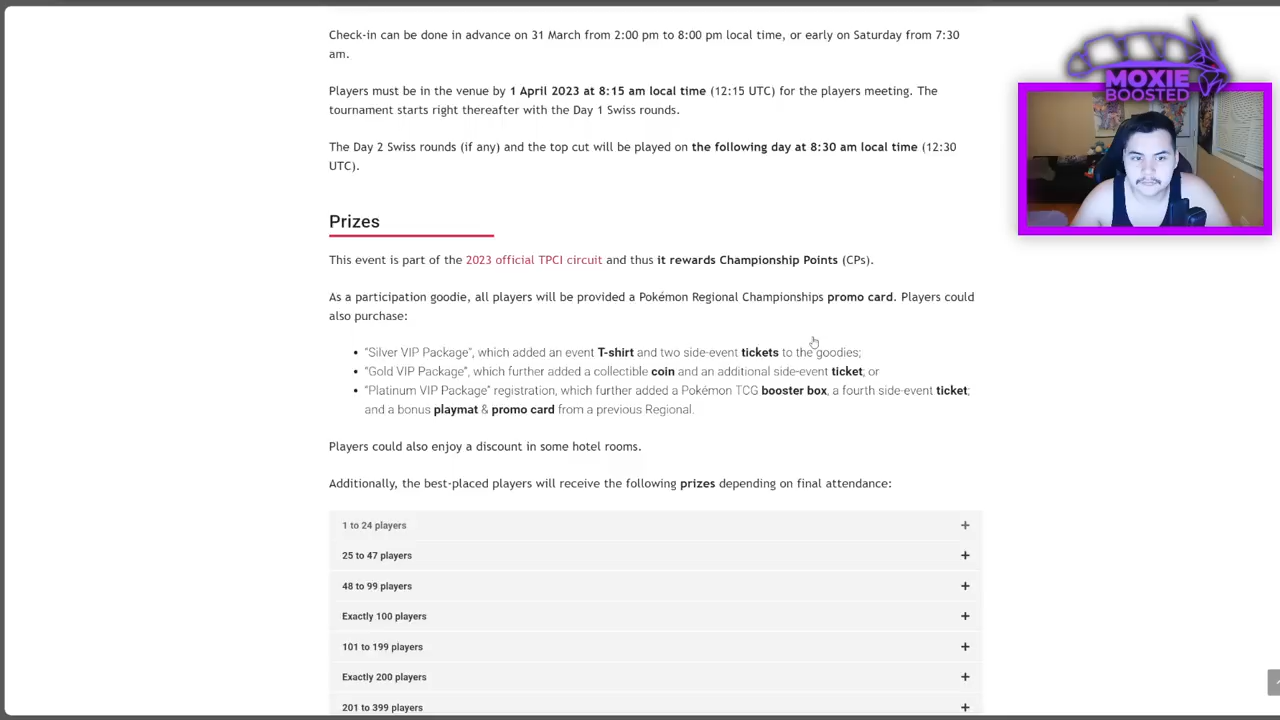 Check-in can be done in advance on 31 March from 2:00 pm to 8:00 pm local time, or early on Saturday from 7:30
am.
Players must be in the venue by 1 April 2023 at 8:15 am local time (12:15 UTC) for the players meeting. The
tournament starts right thereafter with the Day 1 Swiss rounds.
The Day 2 Swiss rounds (if any) and the top cut will be played on the following day at 8:30 am local time (12:30
UTC).
MOXIE
BOOSTED
Prizes
This event is part of the 2023 official TPCI circuit and thus it rewards Championship Points (CPs).
As a participation goodie, all players will be provided a Pokémon Regional Championships promo card. Players could
also purchase:
• "Silver VIP Package", which added an event T-shirt and two side-event tickets to the goodies;
• "Gold VIP Package", which further added a collectible coin and an additional side-event ticket; or
• "Platinum VIP Package" registration, which further added a Pokémon TCG booster box, a fourth side-event ticket;
and a bonus playmat & promo card from a previous Regional.
Players could also enjoy a discount in some hotel rooms.
Additionally, the best-placed players will receive the following prizes depending on final attendance:
1 to 24 players +
25 to 47 players +
48 to 99 players +
Exactly 100 players +
101 to 199 players +
Exactly 200 players +
201 to 399 players +